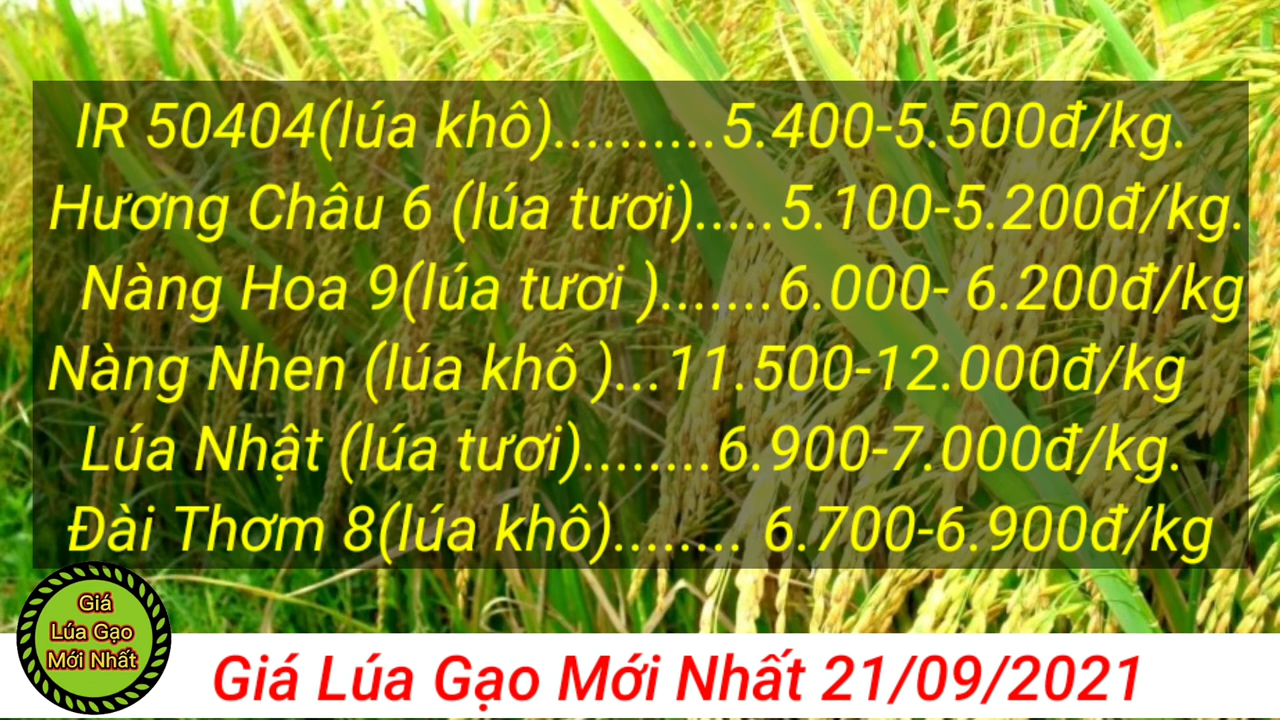 IR 50404(lúa khô)..........5.400-5.500đ/kg.
Hương Châu 6 (lúa tươi).....5.100-5.200đ/kg.
Nàng Hoa 9(lúa tươi ).......6.000- 6.200đ/kg
Nàng Nhen (lúa khô )...11.500-12.000đ/kg
Lúa Nhật (lúa tươi)........6.900-7.000đ/kg.
Đài Thơm 8(lúa khô)........ 6.700-6.900đ/kg
Giá
Lúa Gạo
Mới Nhất
Giá Lúa Gạo Mới Nhất 21/09/2021